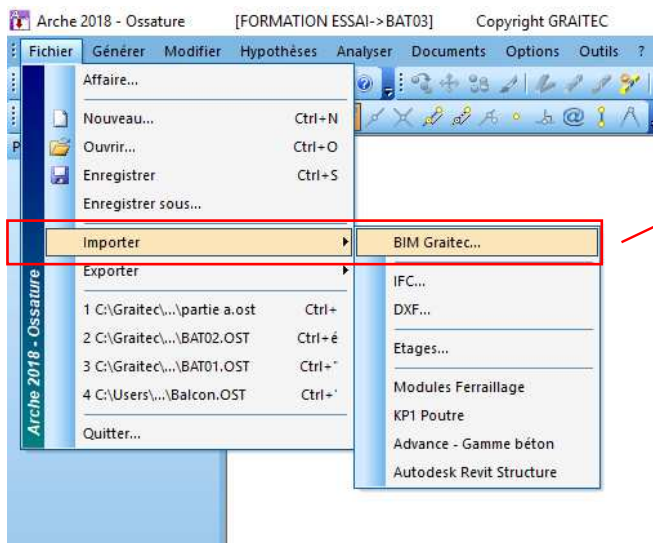 Arche 2018 - Ossature [FORMATION ESSAI->BAT03] Copyright GRAITEC
Fichier Générer Modifier Hypothèses Analyser Documents Options Outils ?
Affaire...
Nouveau... Ctrl+N
Ouvrir... Ctrl+O
Enregistrer Ctrl+S
Enregistrer sous...
Importer
Exporter
1 C:\Graitec\...\partie a.ost Ctrl+
2 C:\Graitec\...\BAT02.OST Ctrl+é
3 C:\Graitec\...\BAT01.OST Ctrl+"
4 C:\Users\...\Balcon.OST Ctrl+'
Quitter...
Arche 2018 - Ossature
BIM Graitec...
IFC...
DXF...
Etages...
Modules Ferraillage
KP1 Poutre
Advance - Gamme béton
Autodesk Revit Structure
P